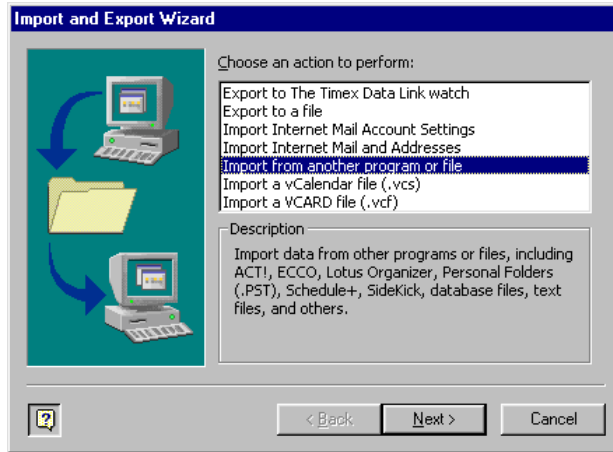 Import and Export Wizard
Choose an action to perform:
Export to The Timex Data Link watch
Export to a file
Import Internet Mail Account Settings
Import Internet Mail and Addresses
Import from another program or file
Import a vCalendar file (.vcs)
Import a VCARD file (.vcf)
Description
Import data from other programs or files, including
ACT!, ECCO, Lotus Organizer, Personal Folders
(.PST), Schedule+, SideKick, database files, text
files, and others.
?
< Back
Next >
Cancel